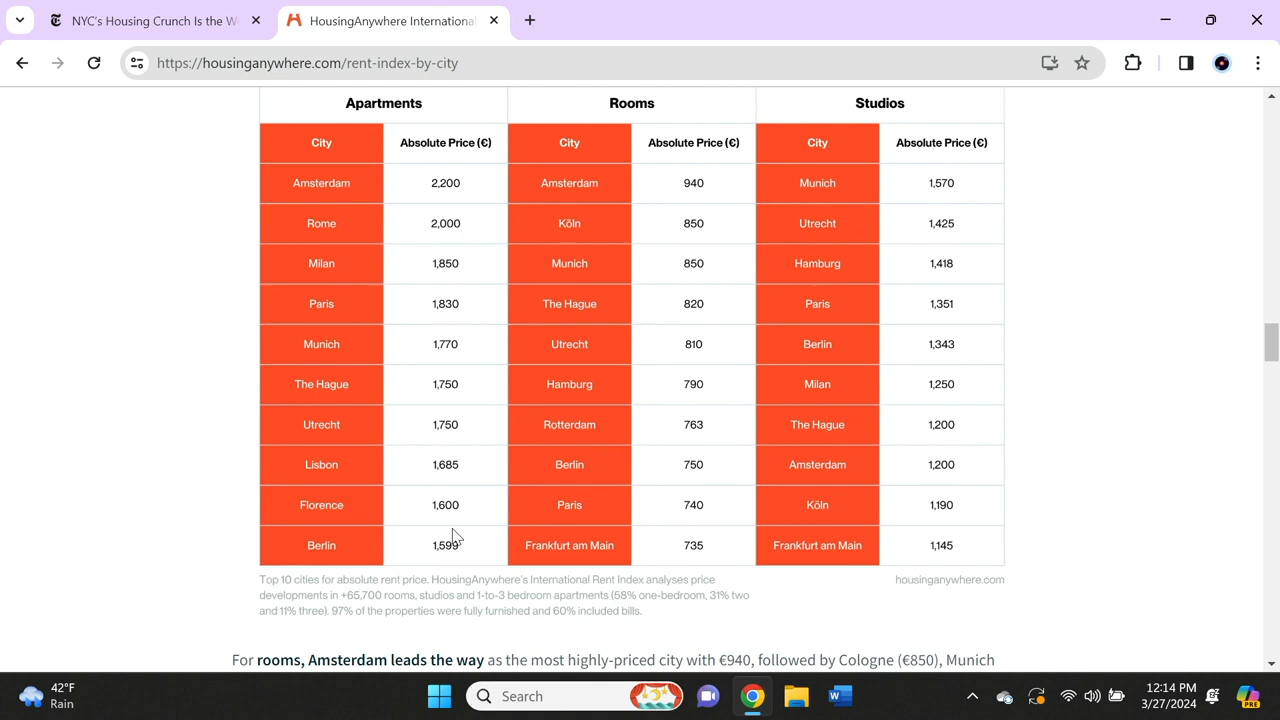 NYC's Housing Crunch Is the W
HousingAnywhere International
https://housinganywhere.com/rent-index-by-city
Apartments Rooms Studios
City Absolute Price (€) City Absolute Price (€) City Absolute Price (€)
Amsterdam 2,200 Amsterdam 940 Munich 1,570
Rome 2,000 Köln 850 Utrecht 1,425
Milan 1,850 Munich 850 Hamburg 1,418
Paris 1,830 The Hague 820 Paris 1,351
Munich 1,770 Utrecht 810 Berlin 1,343
The Hague 1,750 Hamburg 790 Milan 1,250
Utrecht 1,750 Rotterdam 763 The Hague 1,200
Lisbon 1,685 Berlin 750 Amsterdam 1,200
Florence 1,600 Paris 740 Köln 1,190
Berlin 1,599 Frankfurt am Main 735 Frankfurt am Main 1,145
Top 10 cities for absolute rent price. HousingAnywhere's International Rent Index analyses price housinganywhere.com
developments in +65,700 rooms, studios and 1-to-3 bedroom apartments (58% one-bedroom, 31% two
and 11% three). 97% of the properties were fully furnished and 60% included bills.
For rooms, Amsterdam leads the way as the most highly-priced city with €940, followed by Cologne (€850), Munich
42°F
Rain
Search
PRE
12:14 PM
3/27/2024